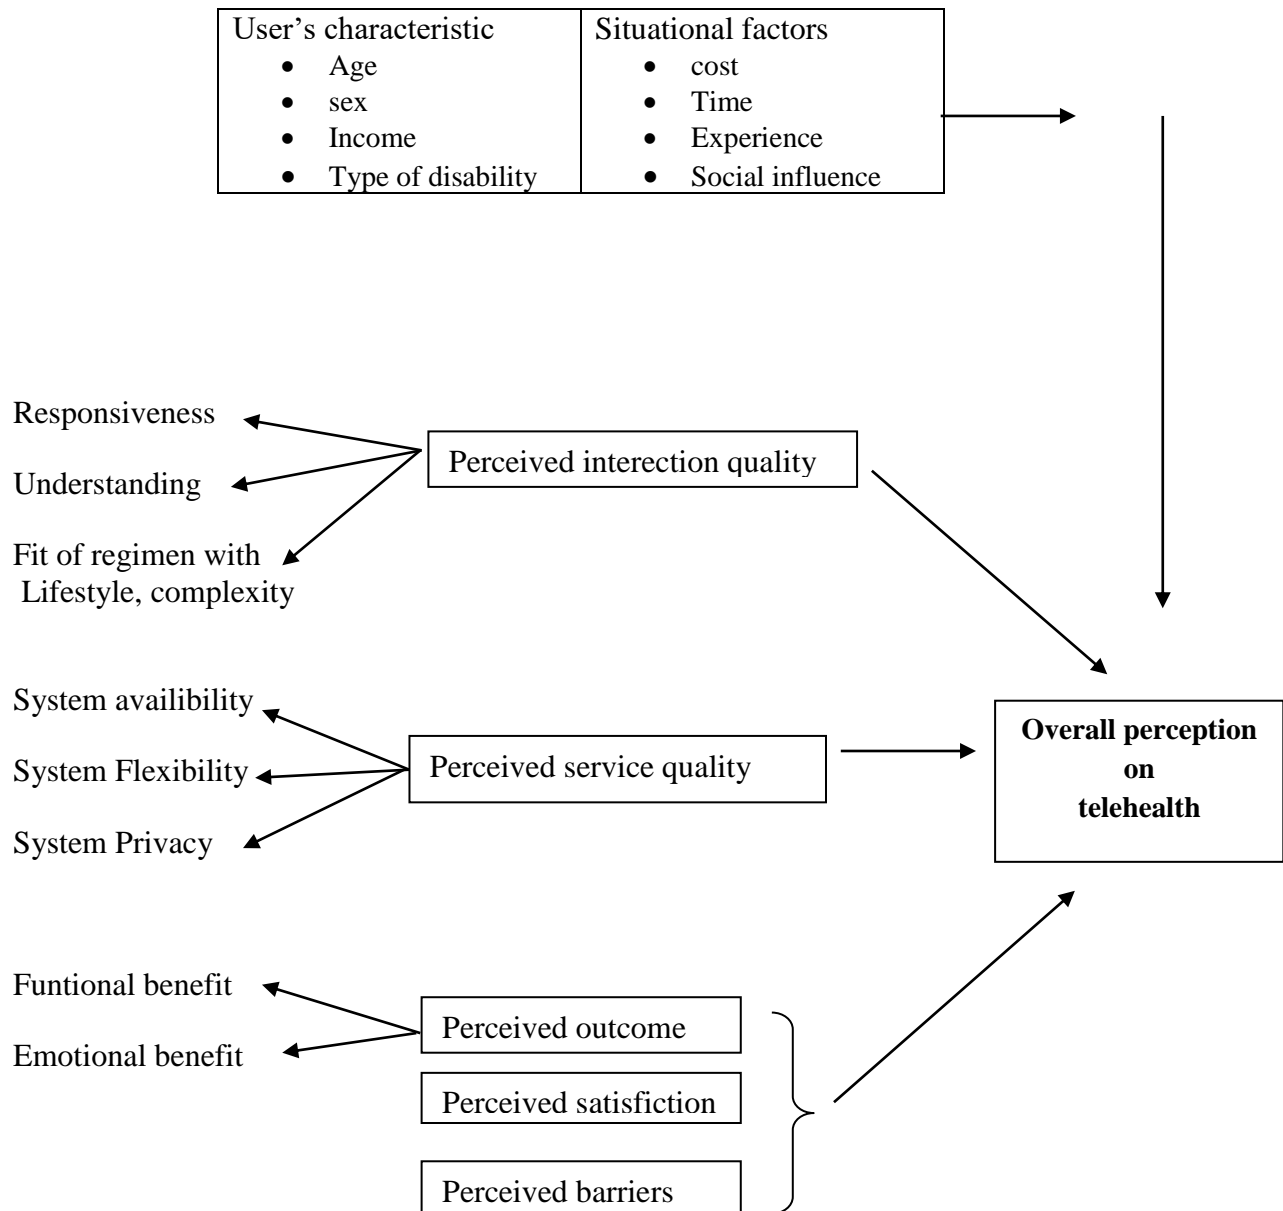 User's characteristic
• Age
• sex
• Income
• Type of disability
Situational factors
• cost
• Time
• Experience
• Social influence
Responsiveness
Understanding
Fit of regimen with
Lifestyle, complexity
Perceived interection quality
System availibility
System Flexibility
System Privacy
Perceived service quality
Overall perception
on
telehealth
Funtional benefit
Emotional benefit
Perceived outcome
Perceived satisfiction
Perceived barriers